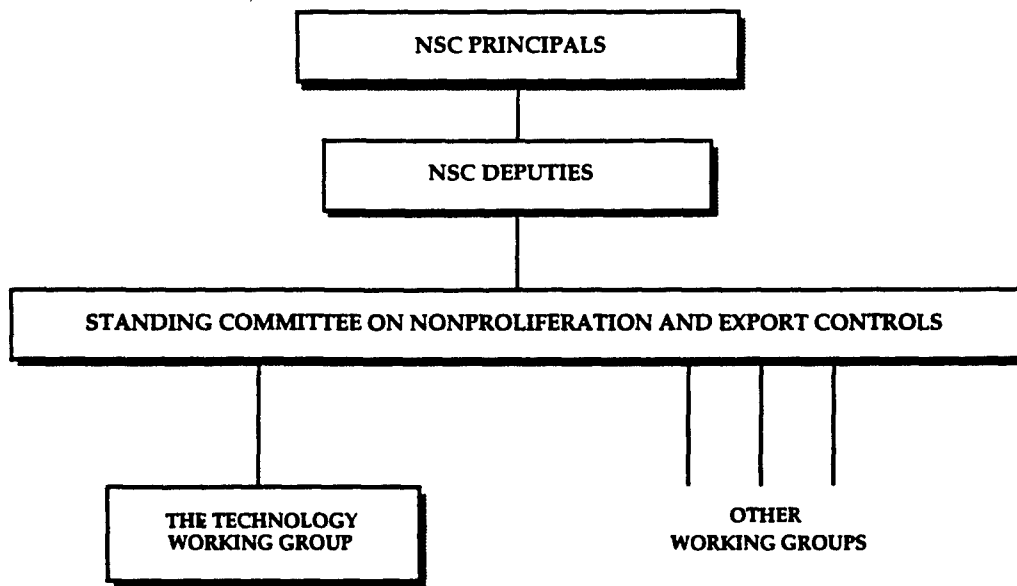 NSC PRINCIPALS
NSC DEPUTIES
STANDING COMMITTEE ON NONPROLIFERATION AND EXPORT CONTROLS
THE TECHNOLOGY
WORKING GROUP
OTHER
WORKING GROUPS